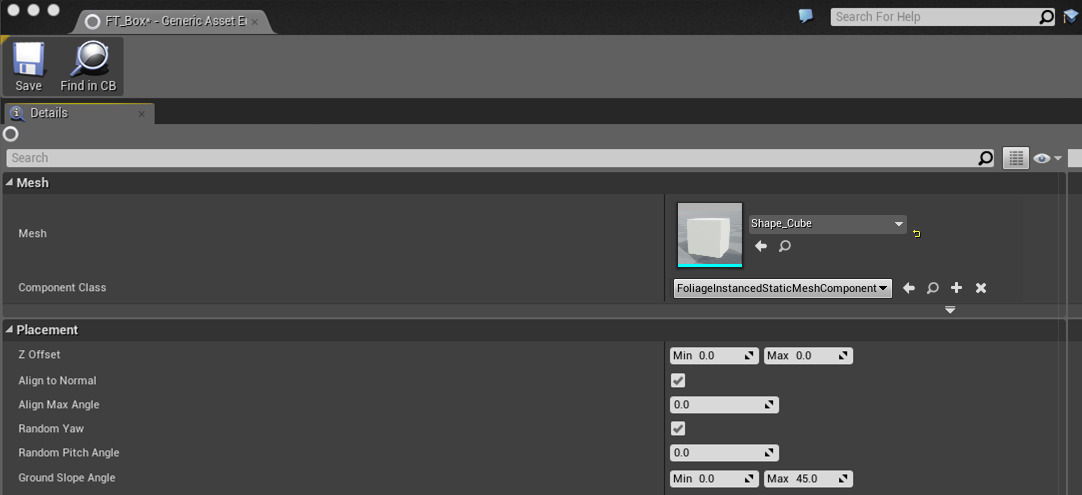 FT_Box* - Generic Asset E
Search For Help
Save
Find in CB
Details
Search
Mesh
Mesh
Shape_Cube
Component Class
FoliageInstancedStaticMeshComponent
Placement
Z Offset
Min 0.0
Max 0.0
Align to Normal
Align Max Angle
0.0
Random Yaw
Random Pitch Angle
0.0
Ground Slope Angle
Min 0.0
Max 45.0